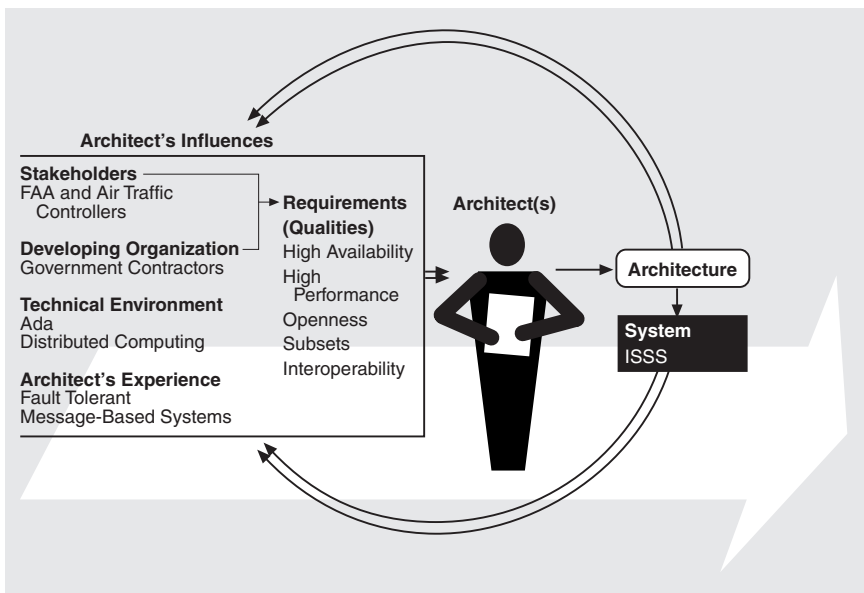 Architect's Influences
Stakeholders
FAA and Air Traffic
Controllers
Developing Organization
Government Contractors
Technical Environment
Ada
Distributed Computing
Architect's Experience
Fault Tolerant
Message-Based Systems
Requirements
(Qualities)
High Availability
High
Performance
Openness
Subsets
Interoperability
Architect(s)
Architecture
System
ISSS